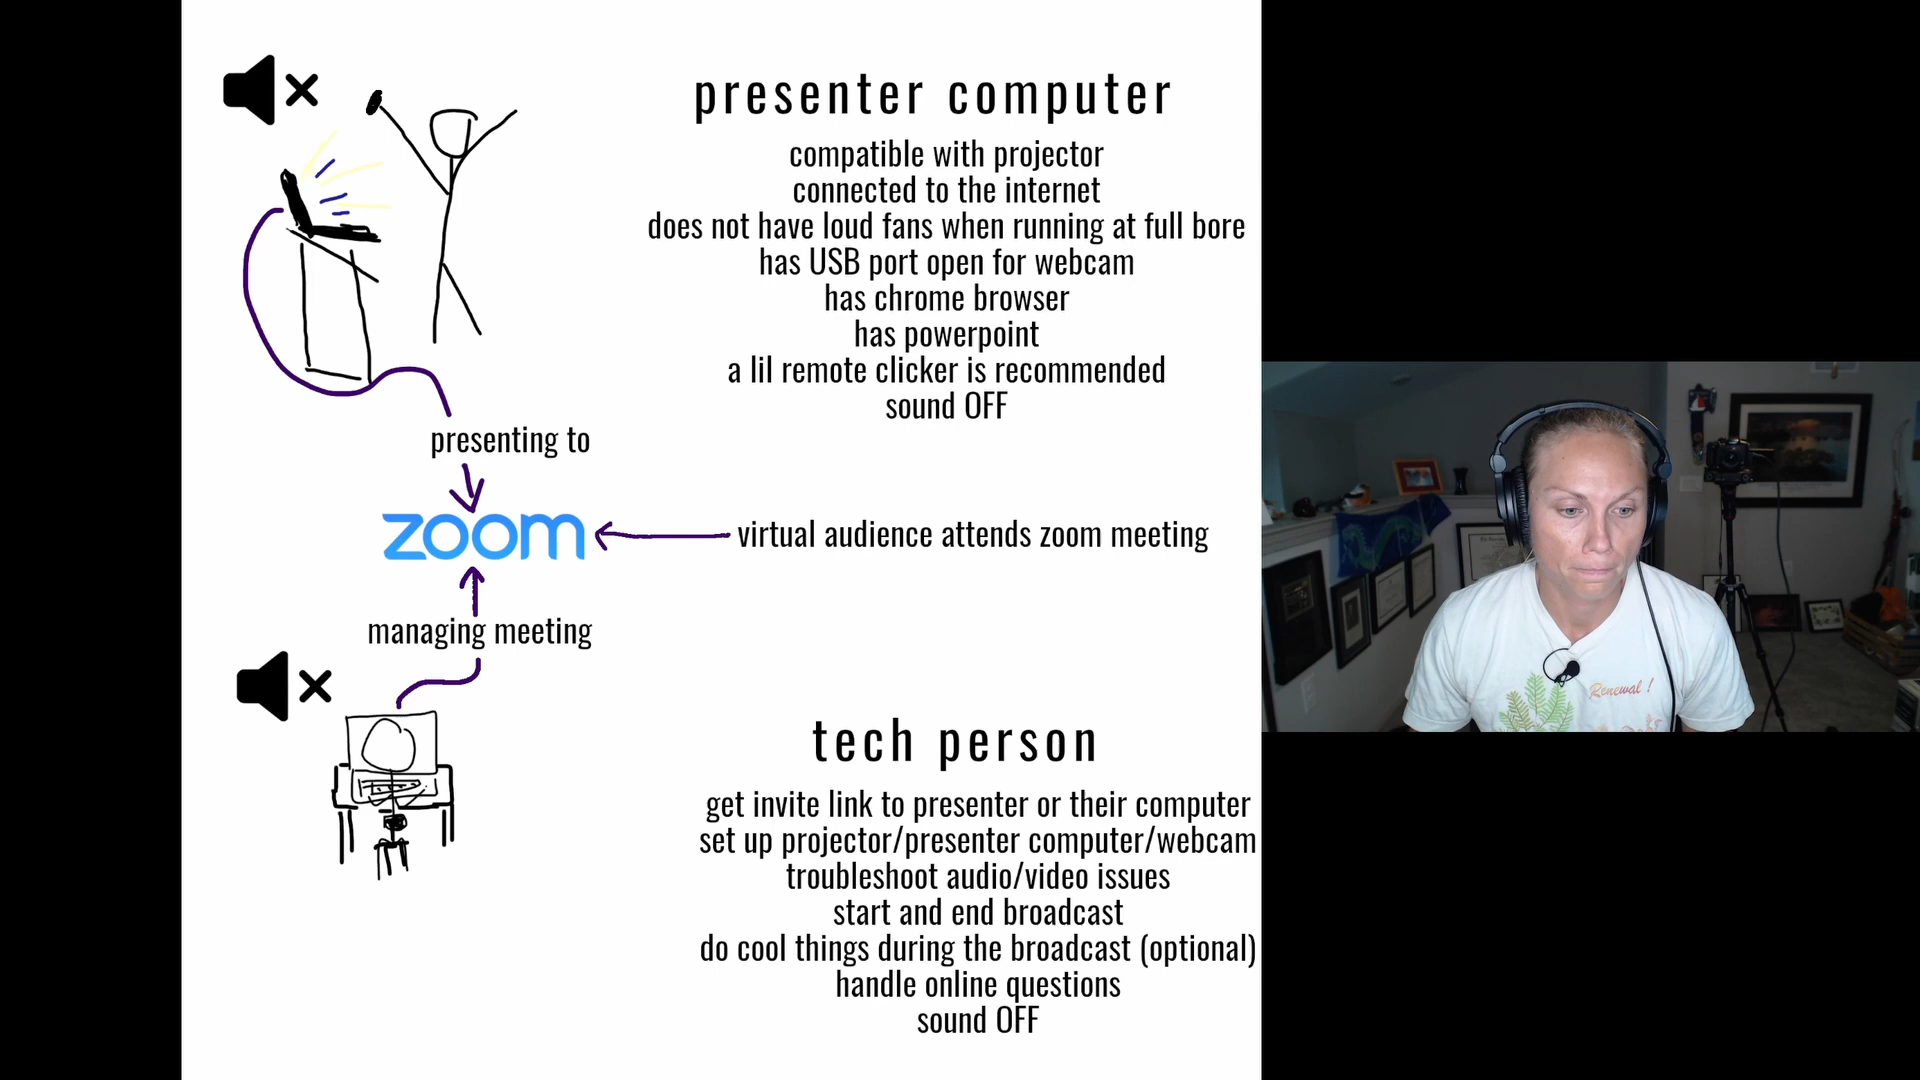 presenter computer
compatible with projector
connected to the internet
does not have loud fans when running at full bore
has USB port open for webcam
has chrome browser
has powerpoint
a lil remote clicker is recommended
sound OFF
presenting to
zoom
virtual audience attends zoom meeting
managing meeting
tech person
get invite link to presenter or their computer
set up projector/presenter computer/webcam
troubleshoot audio/video issues
start and end broadcast
do cool things during the broadcast (optional)
handle online questions
sound OFF
Renewal !